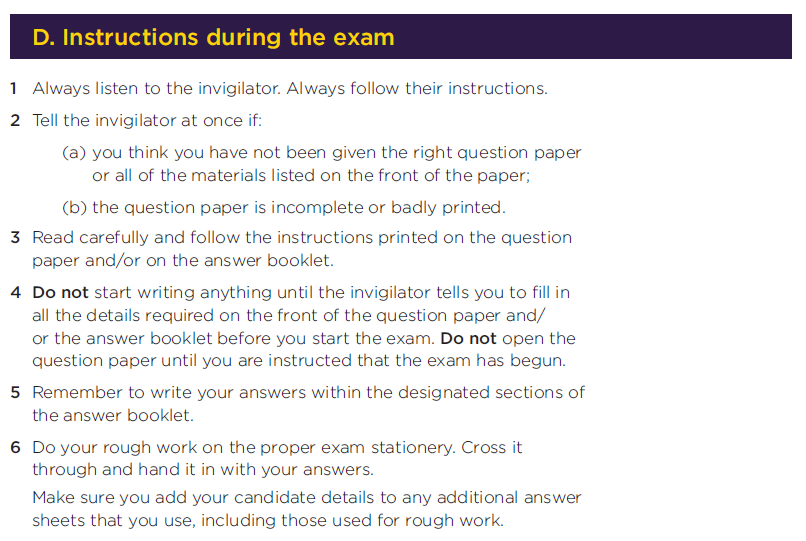 D. Instructions during the exam
1 Always listen to the invigilator. Always follow their instructions.
2 Tell the invigilator at once if:
(a) you think you have not been given the right question paper
or all of the materials listed on the front of the paper;
(b) the question paper is incomplete or badly printed.
3 Read carefully and follow the instructions printed on the question
paper and/or on the answer booklet.
4 Do not start writing anything until the invigilator tells you to fill in
all the details required on the front of the question paper and/
or the answer booklet before you start the exam. Do not open the
question paper until you are instructed that the exam has begun.
5 Remember to write your answers within the designated sections of
the answer booklet.
6 Do your rough work on the proper exam stationery. Cross it
through and hand it in with your answers.
Make sure you add your candidate details to any additional answer
sheets that you use, including those used for rough work.